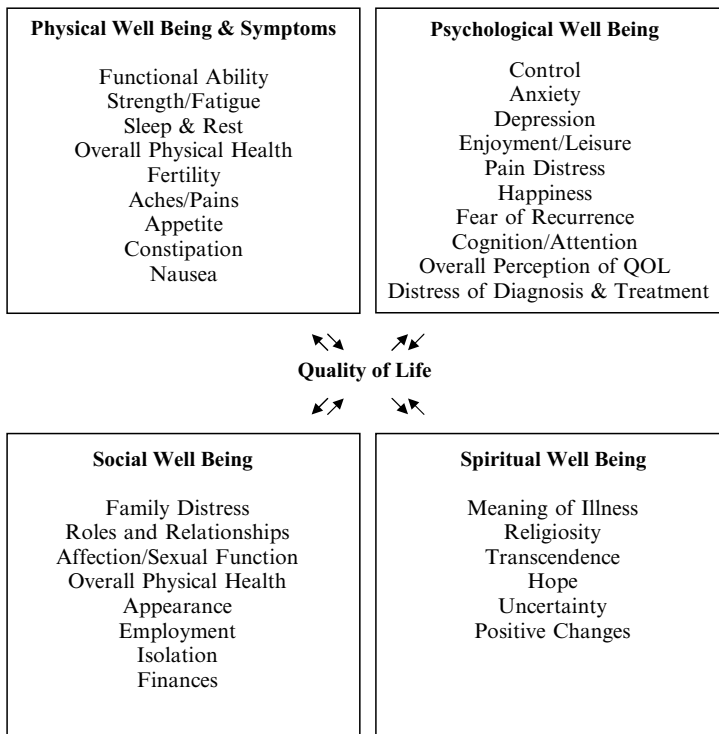 Physical Well Being & Symptoms
Functional Ability
Strength/Fatigue
Sleep & Rest
Overall Physical Health
Fertility
Aches/Pains
Appetite
Constipation
Nausea
Psychological Well Being
Control
Anxiety
Depression
Enjoyment/Leisure
Pain Distress
Happiness
Fear of Recurrence
Cognition/Attention
Overall Perception of QOL
Distress of Diagnosis & Treatment
Quality of Life
Social Well Being
Family Distress
Roles and Relationships
Affection/Sexual Function
Overall Physical Health
Appearance
Employment
Isolation
Finances
Spiritual Well Being
Meaning of Illness
Religiosity
Transcendence
Hope
Uncertainty
Positive Changes